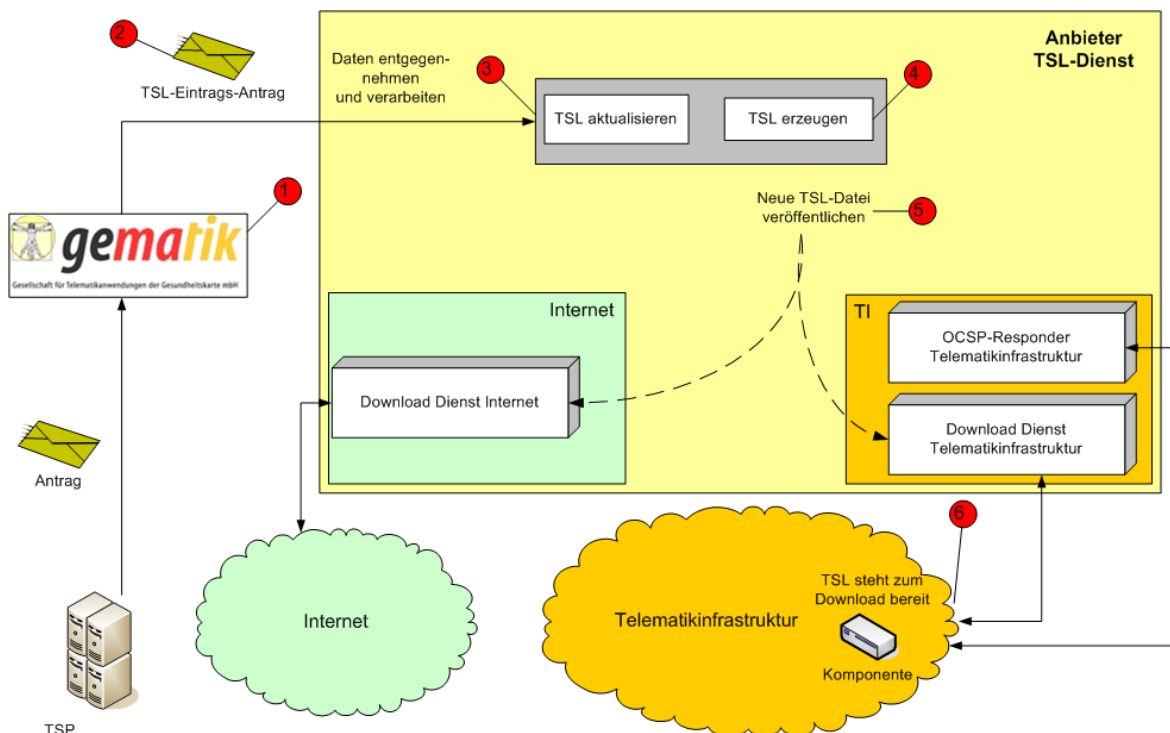 2
TSL-Eintrags-Antrag
Daten entgegen-
nehmen
und verarbeiten
3
4
Anbieter
TSL-Dienst
TSL aktualisieren
TSL erzeugen
1
gematik
Gesellschaft für Telematikanwendungen der Gesundheitskarte mbH
Neue TSL-Datei
veröffentlichen
5
Internet
Download Dienst Internet
TI
OCSP-Responder
Telematikinfrastruktur
Download Dienst
Telematikinfrastruktur
Antrag
6
Internet
Telematikinfrastruktur
TSL steht zum
Download bereit
Komponente
TSP